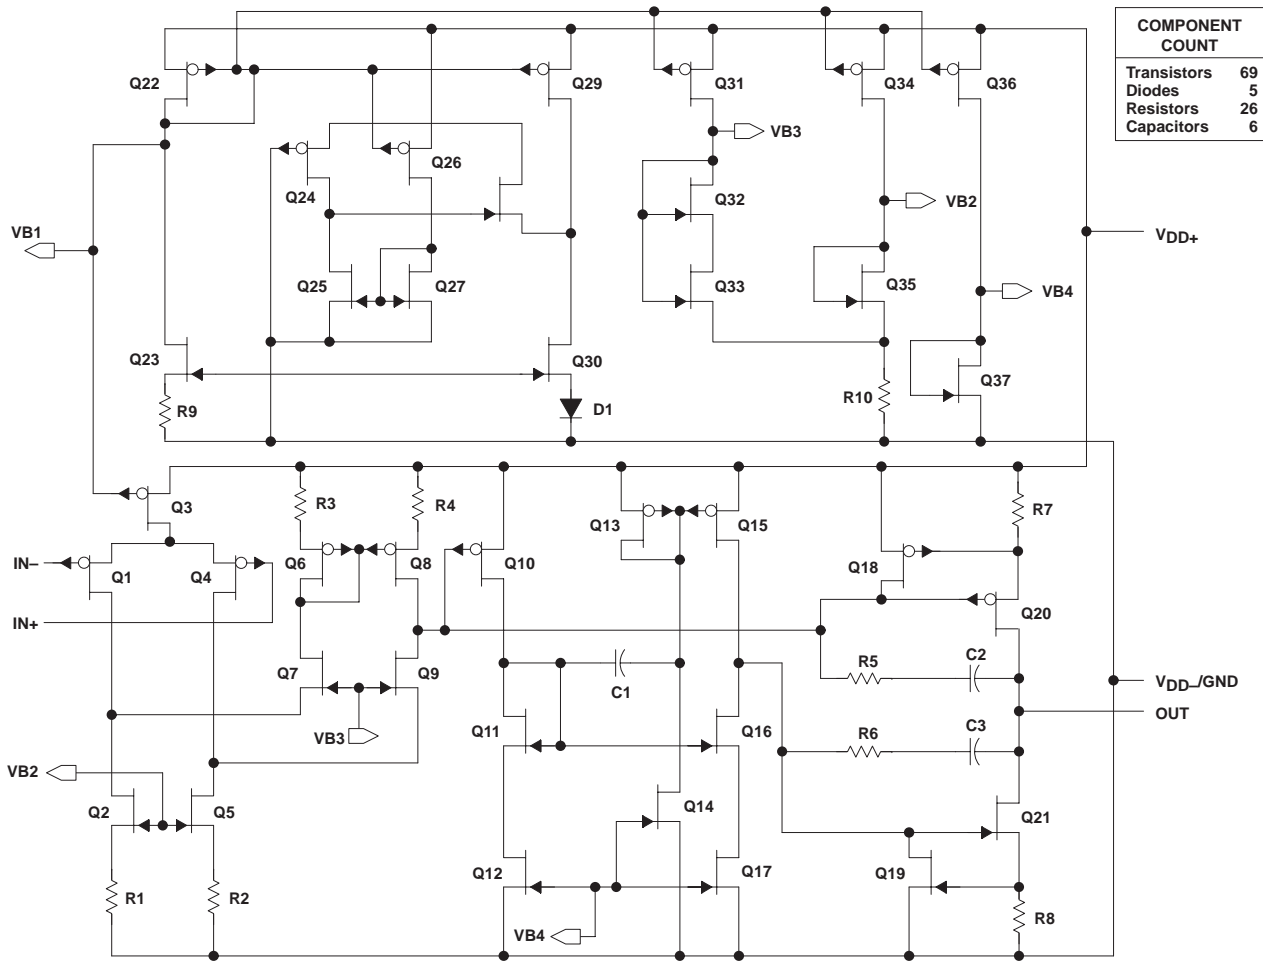 COMPONENT
COUNT
Transistors 69
Diodes 5
Resistors 26
Capacitors 6
Q22
Q29
Q31
Q34
Q36
VB3
Q26
Q24
Q32
VB2
VB1
VDD+
Q25
Q27
Q33
Q35
VB4
Q23
Q30
Q37
R9
D1
R10
Q3
R3
R4
Q13
Q15
R7
IN–
Q1
Q4
Q6
Q8
Q10
Q18
IN+
Q20
Q7
Q9
C1
R5
C2
VDD–/GND
OUT
VB3
Q11
Q16
R6
C3
VB2
Q2
Q5
Q14
Q21
R1
R2
Q12
Q17
Q19
R8
VB4